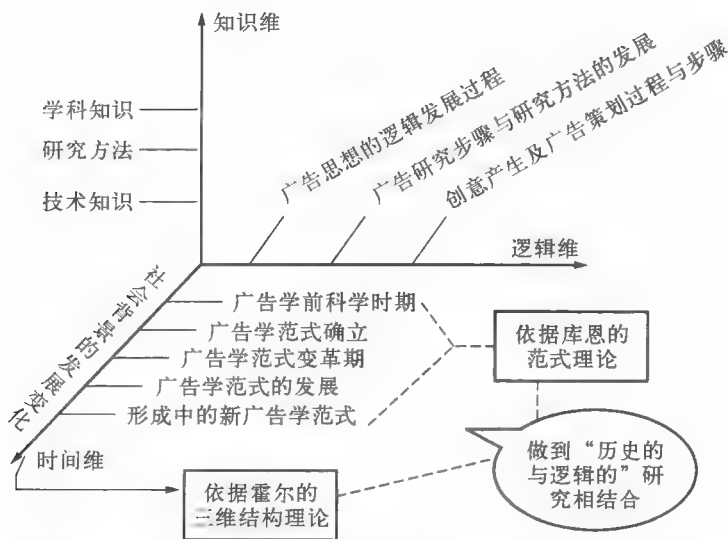 知识维
学科知识
研究方法
技术知识
广告思想的逻辑发展过程
广告研究步骤与研究方法的发展
创意产生及广告策划过程与步骤
逻辑维
社会背景的发展变化
广告学前科学时期
广告学范式确立
广告学范式变革期
广告学范式的发展
形成中的新广告学范式
时间维
依据库恩的
范式理论
依据霍尔的
三维结构理论
做到“历史的
与逻辑的”研
究相结合